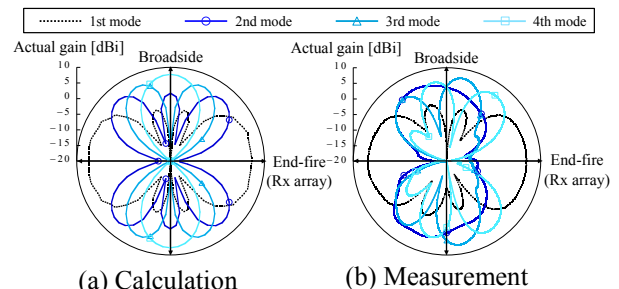 1st mode 2nd mode 3rd mode 4th mode
Actual gain [dBi]
Broadside
10
5
0
-5
-10
-15
-20
End-fire
(Rx array)
(a) Calculation
Actual gain [dBi]
Broadside
10
5
0
-5
-10
-15
-20
End-fire
(Rx array)
(b) Measurement